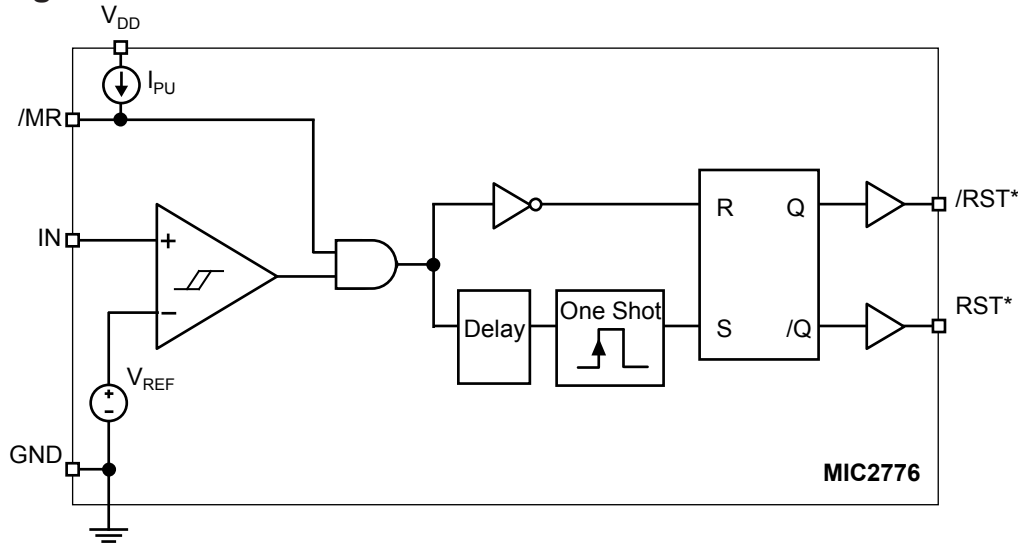 V_DD
I_PU
/MR
IN
+
−
V_REF
+
−
GND
R
Q
S
/Q
Delay
One Shot
/RST*
RST*
MIC2776